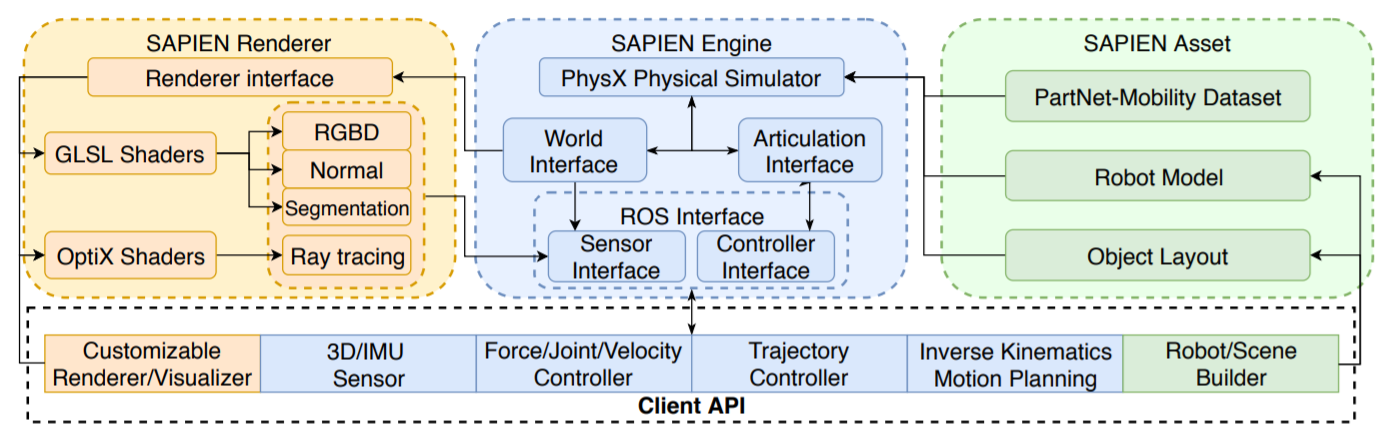 SAPIEN Renderer
Renderer interface
GLSL Shaders
RGBD
Normal
Segmentation
OptiX Shaders
Ray tracing
SAPIEN Engine
PhysX Physical Simulator
World
Interface
Articulation
Interface
ROS Interface
Sensor
Interface
Controller
Interface
SAPIEN Asset
PartNet-Mobility Dataset
Robot Model
Object Layout
Customizable
Renderer/Visualizer
3D/IMU
Sensor
Force/Joint/Velocity
Controller
Trajectory
Controller
Inverse Kinematics
Motion Planning
Robot/Scene
Builder
Client API